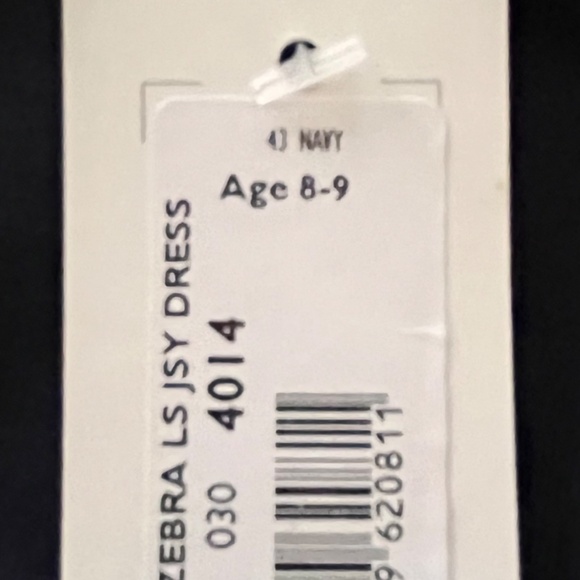 43 NAVY
Age 8-9
ZEBRA LS JSY DRESS
030 4014
9 620811